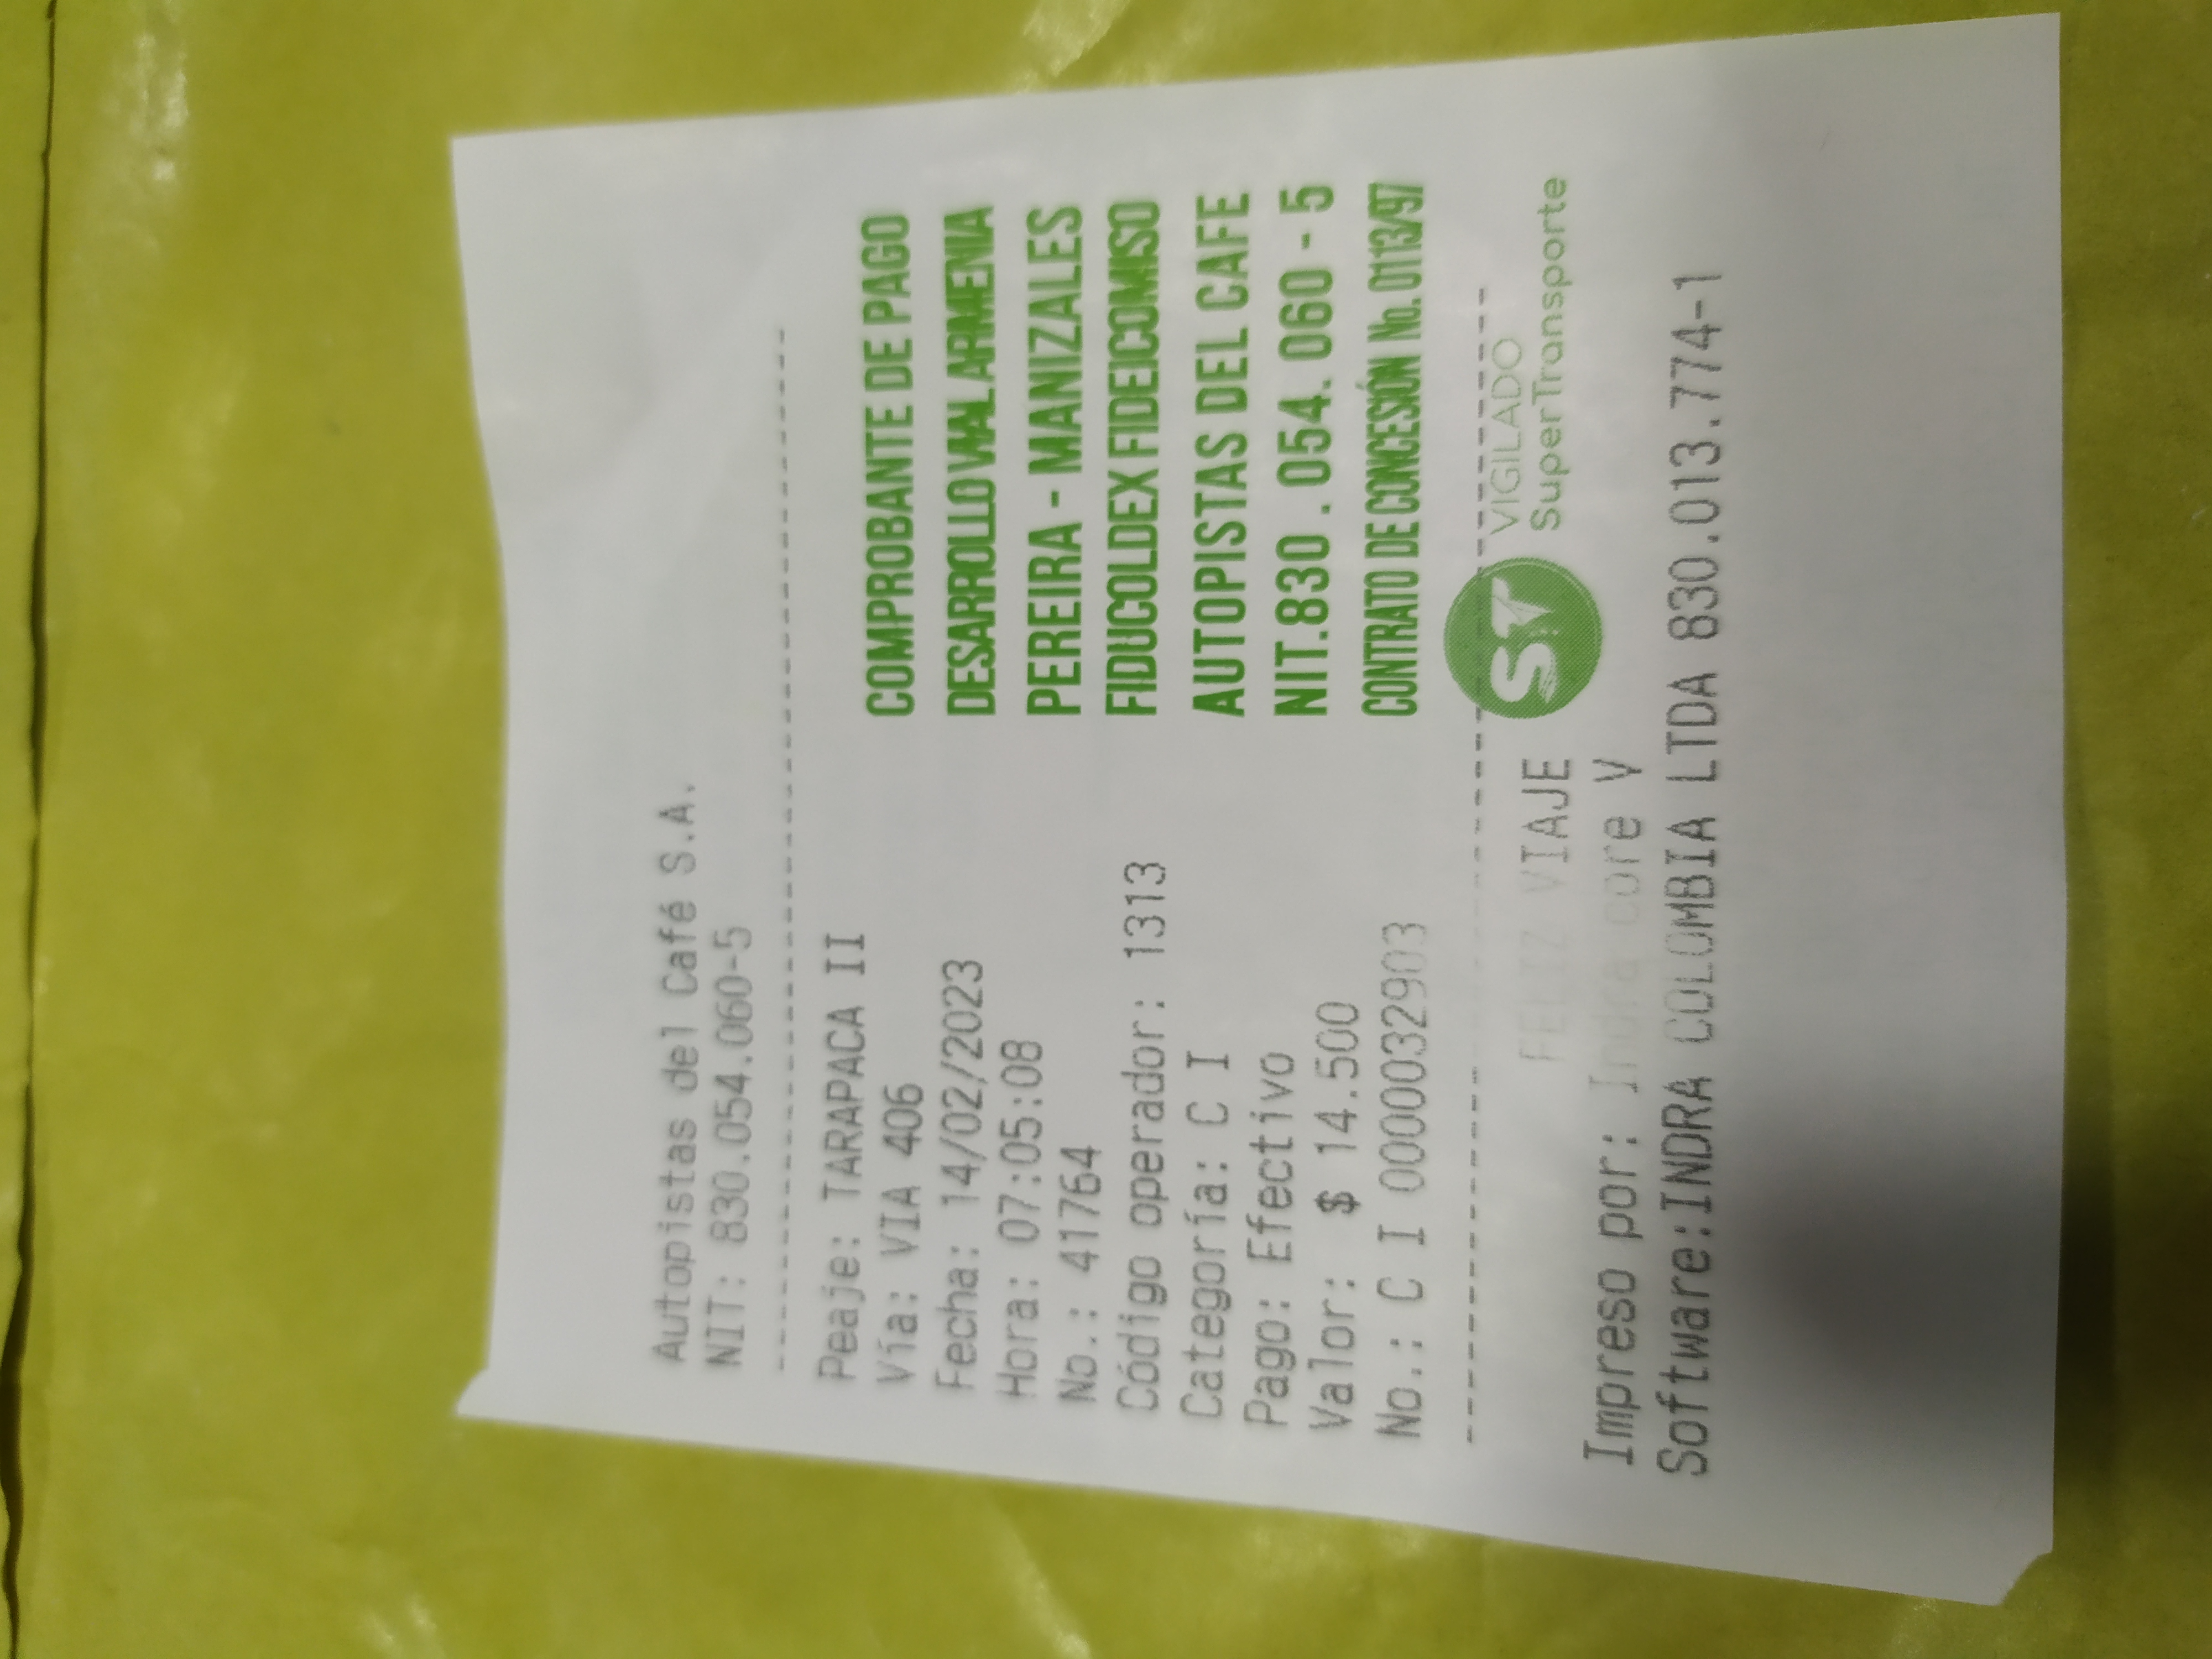 Autopistas del Café S.A.
NIT: 830.054.060-5
Peaje: TARAPACA II
Vía: VIA 406
Fecha: 14/02/2023
Hora: 07:05:08
No.: 41764
Código operador: 1313
Categoría: C I
Pago: Efectivo
Valor: $ 14.500
No.: C I 0000032903
COMPROBANTE DE PAGO
DESARROLLO VIAL ARMENIA
PEREIRA - MANIZALES
FIDUCOLDEX FIDEICOMISO
AUTOPISTAS DEL CAFE
NIT.830.054.060-5
CONTRATO DE CONCESIÓN No. 0113/97
ST VIGILADO
SuperTransporte
FELIZ VIAJE
Impreso por: Indra core V
Software:INDRA COLOMBIA LTDA 830.013.774-1